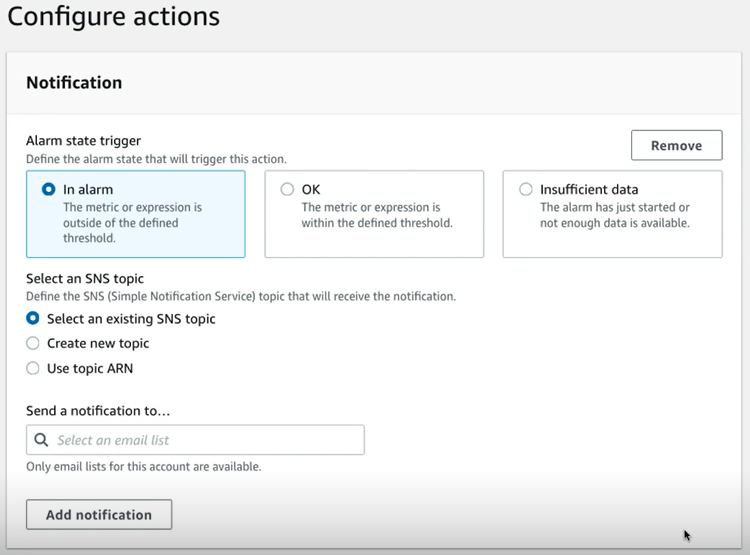 Configure actions
Notification
Alarm state trigger
Define the alarm state that will trigger this action.
Remove
In alarm
The metric or expression is
outside of the defined
threshold.
OK
The metric or expression is
within the defined threshold.
Insufficient data
The alarm has just started or
not enough data is available.
Select an SNS topic
Define the SNS (Simple Notification Service) topic that will receive the notification.
Select an existing SNS topic
Create new topic
Use topic ARN
Send a notification to…
Select an email list
Only email lists for this account are available.
Add notification